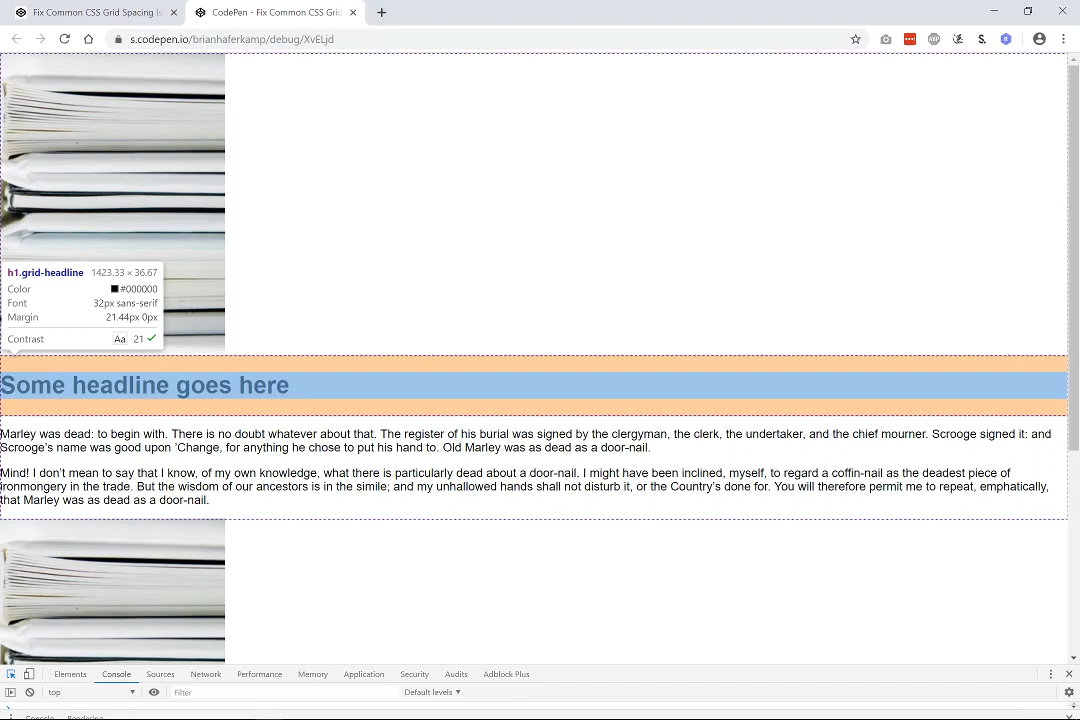 Fix Common CSS Grid Spacing Is
CodePen - Fix Common CSS Grid
s.codepen.io/brianhaferkamp/debug/XvELjd
ABP
S.
h1.grid-headline 1423.33 × 36.67
Color #000000
Font 32px sans-serif
Margin 21.44px 0px
Contrast Aa 21
Some headline goes here
Marley was dead: to begin with. There is no doubt whatever about that. The register of his burial was signed by the clergyman, the clerk, the undertaker, and the chief mourner. Scrooge signed it: and
Scrooge’s name was good upon ’Change, for anything he chose to put his hand to. Old Marley was as dead as a door-nail.
Mind! I don’t mean to say that I know, of my own knowledge, what there is particularly dead about a door-nail. I might have been inclined, myself, to regard a coffin-nail as the deadest piece of
ironmongery in the trade. But the wisdom of our ancestors is in the simile; and my unhallowed hands shall not disturb it, or the Country’s done for. You will therefore permit me to repeat, emphatically,
that Marley was as dead as a door-nail.
Elements Console Sources Network Performance Memory Application Security Audits Adblock Plus
top Filter Default levels
Console Rendering